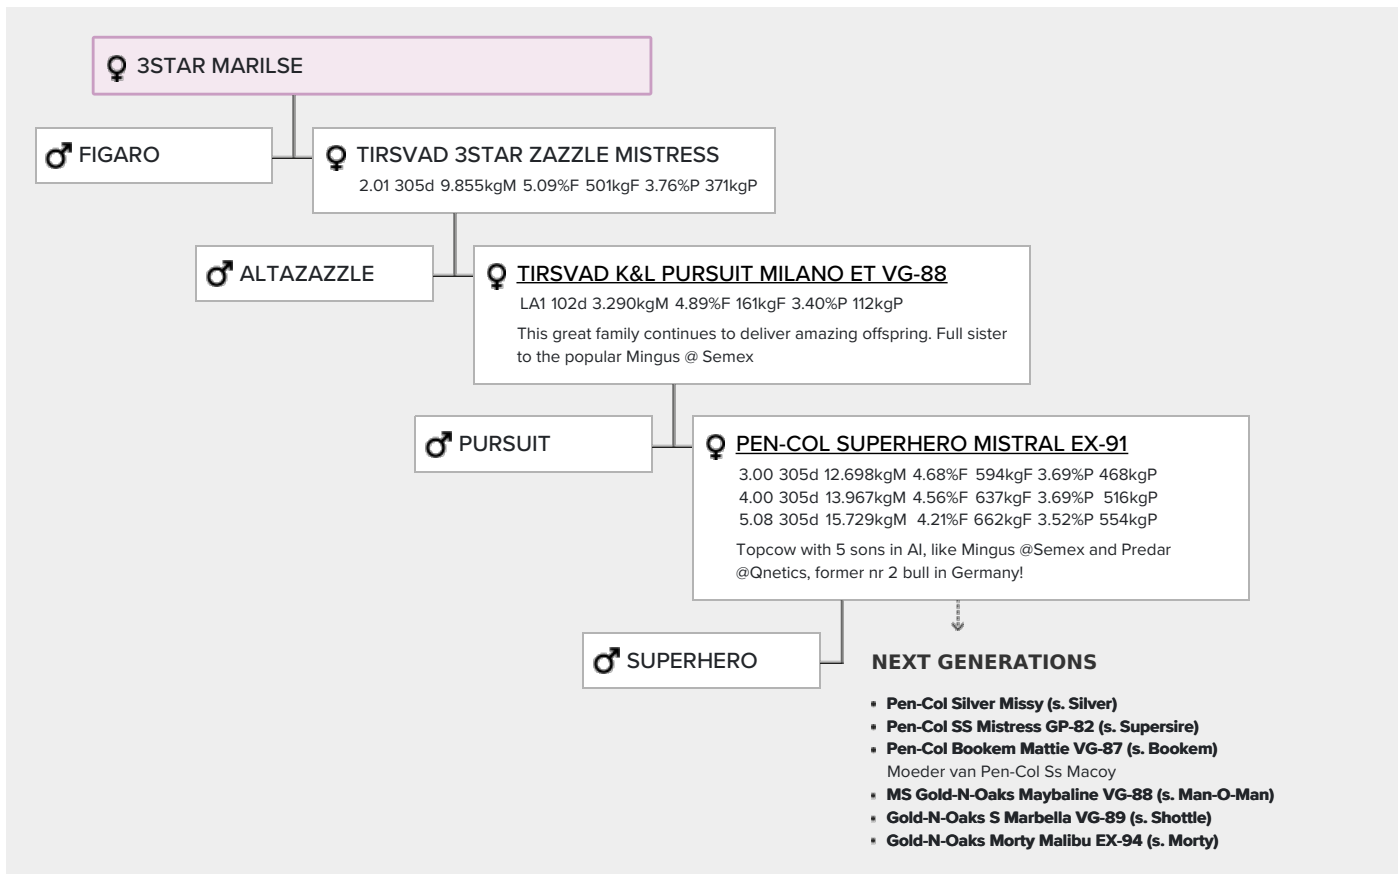 3STAR MARILSE
FIGARO
TIRSVAD 3STAR ZAZZLE MISTRESS
2.01 305d 9.855kgM 5.09%F 501kgF 3.76%P 371kgP
ALTAZAZZLE
TIRSVAD K&L PURSUIT MILANO ET VG-88
LA1 102d 3.290kgM 4.89%F 161kgF 3.40%P 112kgP
This great family continues to deliver amazing offspring. Full sister
to the popular Mingus @ Semex
PURSUIT
PEN-COL SUPERHERO MISTRAL EX-91
3.00 305d 12.698kgM 4.68%F 594kgF 3.69%P 468kgP
4.00 305d 13.967kgM 4.56%F 637kgF 3.69%P 516kgP
5.08 305d 15.729kgM 4.21%F 662kgF 3.52%P 554kgP
Topcow with 5 sons in AI, like Mingus @Semex and Predar
@Qnetics, former nr 2 bull in Germany!
SUPERHERO
NEXT GENERATIONS
• Pen-Col Silver Missy (s. Silver)
• Pen-Col SS Mistress GP-82 (s. Supersire)
• Pen-Col Bookem Mattie VG-87 (s. Bookem)
Moeder van Pen-Col Ss Macoy
• MS Gold-N-Oaks Maybaline VG-88 (s. Man-O-Man)
• Gold-N-Oaks S Marbella VG-89 (s. Shottle)
• Gold-N-Oaks Morty Malibu EX-94 (s. Morty)